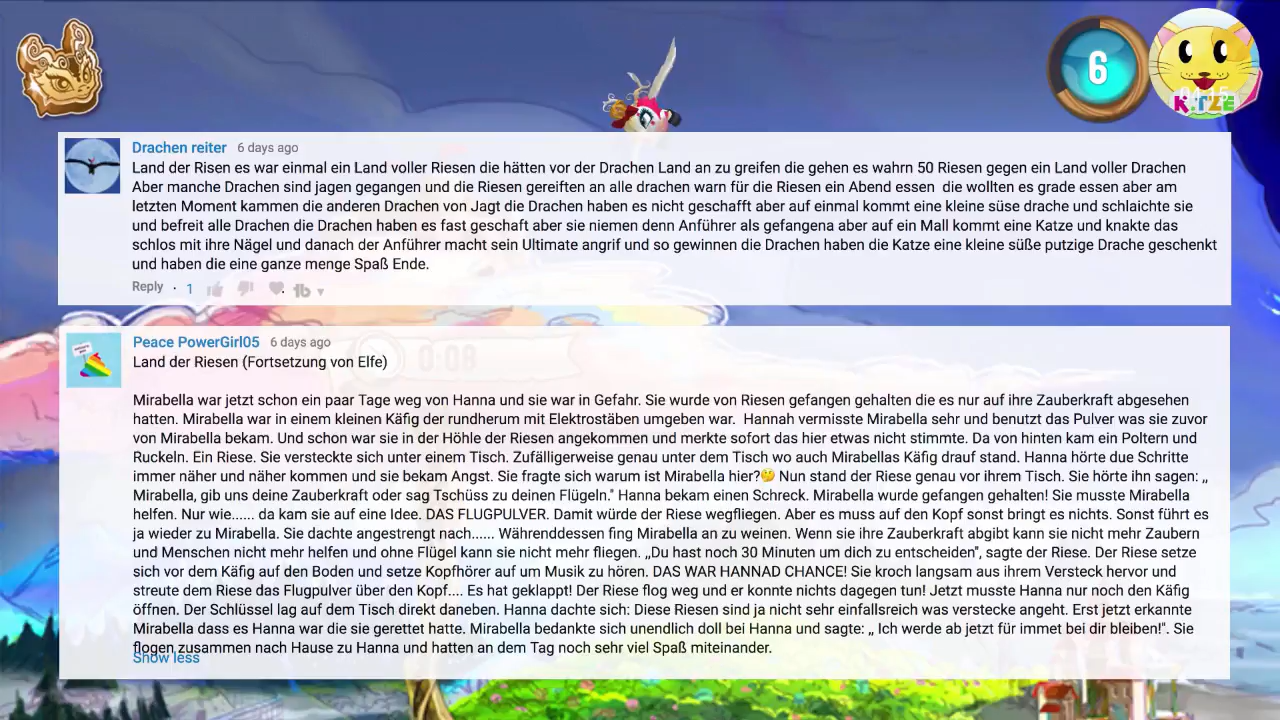 6
KATZE
Drachen reiter 6 days ago
Land der Risen es war einmal ein Land voller Riesen die hätten vor der Drachen Land an zu greifen die gehen es wahrn 50 Riesen gegen ein Land voller Drachen
Aber manche Drachen sind jagen gegangen und die Riesen gereiften an alle drachen warn für die Riesen ein Abend essen  die wollten es grade essen aber am
letzten Moment kammen die anderen Drachen von Jagt die Drachen haben es nicht geschafft aber auf einmal kommt eine kleine süse drache und schlaichte sie
und befreit alle Drachen die Drachen haben es fast geschaft aber sie niemen denn Anführer als gefangena aber auf ein Mall kommt eine Katze und knakte das
schlos mit ihre Nägel und danach der Anführer macht sein Ultimate angrif und so gewinnen die Drachen haben die Katze eine kleine süße putzige Drache geschenkt
und haben die eine ganze menge Spaß Ende.
Reply · 1
0:08
Peace PowerGirl05 6 days ago
Land der Riesen (Fortsetzung von Elfe)
Mirabella war jetzt schon ein paar Tage weg von Hanna und sie war in Gefahr. Sie wurde von Riesen gefangen gehalten die es nur auf ihre Zauberkraft abgesehen
hatten. Mirabella war in einem kleinen Käfig der rundherum mit Elektrostäben umgeben war.  Hannah vermisste Mirabella sehr und benutzt das Pulver was sie zuvor
von Mirabella bekam. Und schon war sie in der Höhle der Riesen angekommen und merkte sofort das hier etwas nicht stimmte. Da von hinten kam ein Poltern und
Ruckeln. Ein Riese. Sie versteckte sich unter einem Tisch. Zufälligerweise genau unter dem Tisch wo auch Mirabellas Käfig drauf stand. Hanna hörte due Schritte
immer näher und näher kommen und sie bekam Angst. Sie fragte sich warum ist Mirabella hier?🤔 Nun stand der Riese genau vor ihrem Tisch. Sie hörte ihn sagen: „
Mirabella, gib uns deine Zauberkraft oder sag Tschüss zu deinen Flügeln." Hanna bekam einen Schreck. Mirabella wurde gefangen gehalten! Sie musste Mirabella
helfen. Nur wie...... da kam sie auf eine Idee. DAS FLUGPULVER. Damit würde der Riese wegfliegen. Aber es muss auf den Kopf sonst bringt es nichts. Sonst führt es
ja wieder zu Mirabella. Sie dachte angestrengt nach...... Währenddessen fing Mirabella an zu weinen. Wenn sie ihre Zauberkraft abgibt kann sie nicht mehr Zaubern
und Menschen nicht mehr helfen und ohne Flügel kann sie nicht mehr fliegen. „Du hast noch 30 Minuten um dich zu entscheiden", sagte der Riese. Der Riese setze
sich vor dem Käfig auf den Boden und setze Kopfhörer auf um Musik zu hören. DAS WAR HANNAD CHANCE! Sie kroch langsam aus ihrem Versteck hervor und
streute dem Riese das Flugpulver über den Kopf.... Es hat geklappt! Der Riese flog weg und er konnte nichts dagegen tun! Jetzt musste Hanna nur noch den Käfig
öffnen. Der Schlüssel lag auf dem Tisch direkt daneben. Hanna dachte sich: Diese Riesen sind ja nicht sehr einfallsreich was verstecke angeht. Erst jetzt erkannte
Mirabella dass es Hanna war die sie gerettet hatte. Mirabella bedankte sich unendlich doll bei Hanna und sagte: „ Ich werde ab jetzt für immet bei dir bleiben!". Sie
flogen zusammen nach Hause zu Hanna und hatten an dem Tag noch sehr viel Spaß miteinander.
Show less